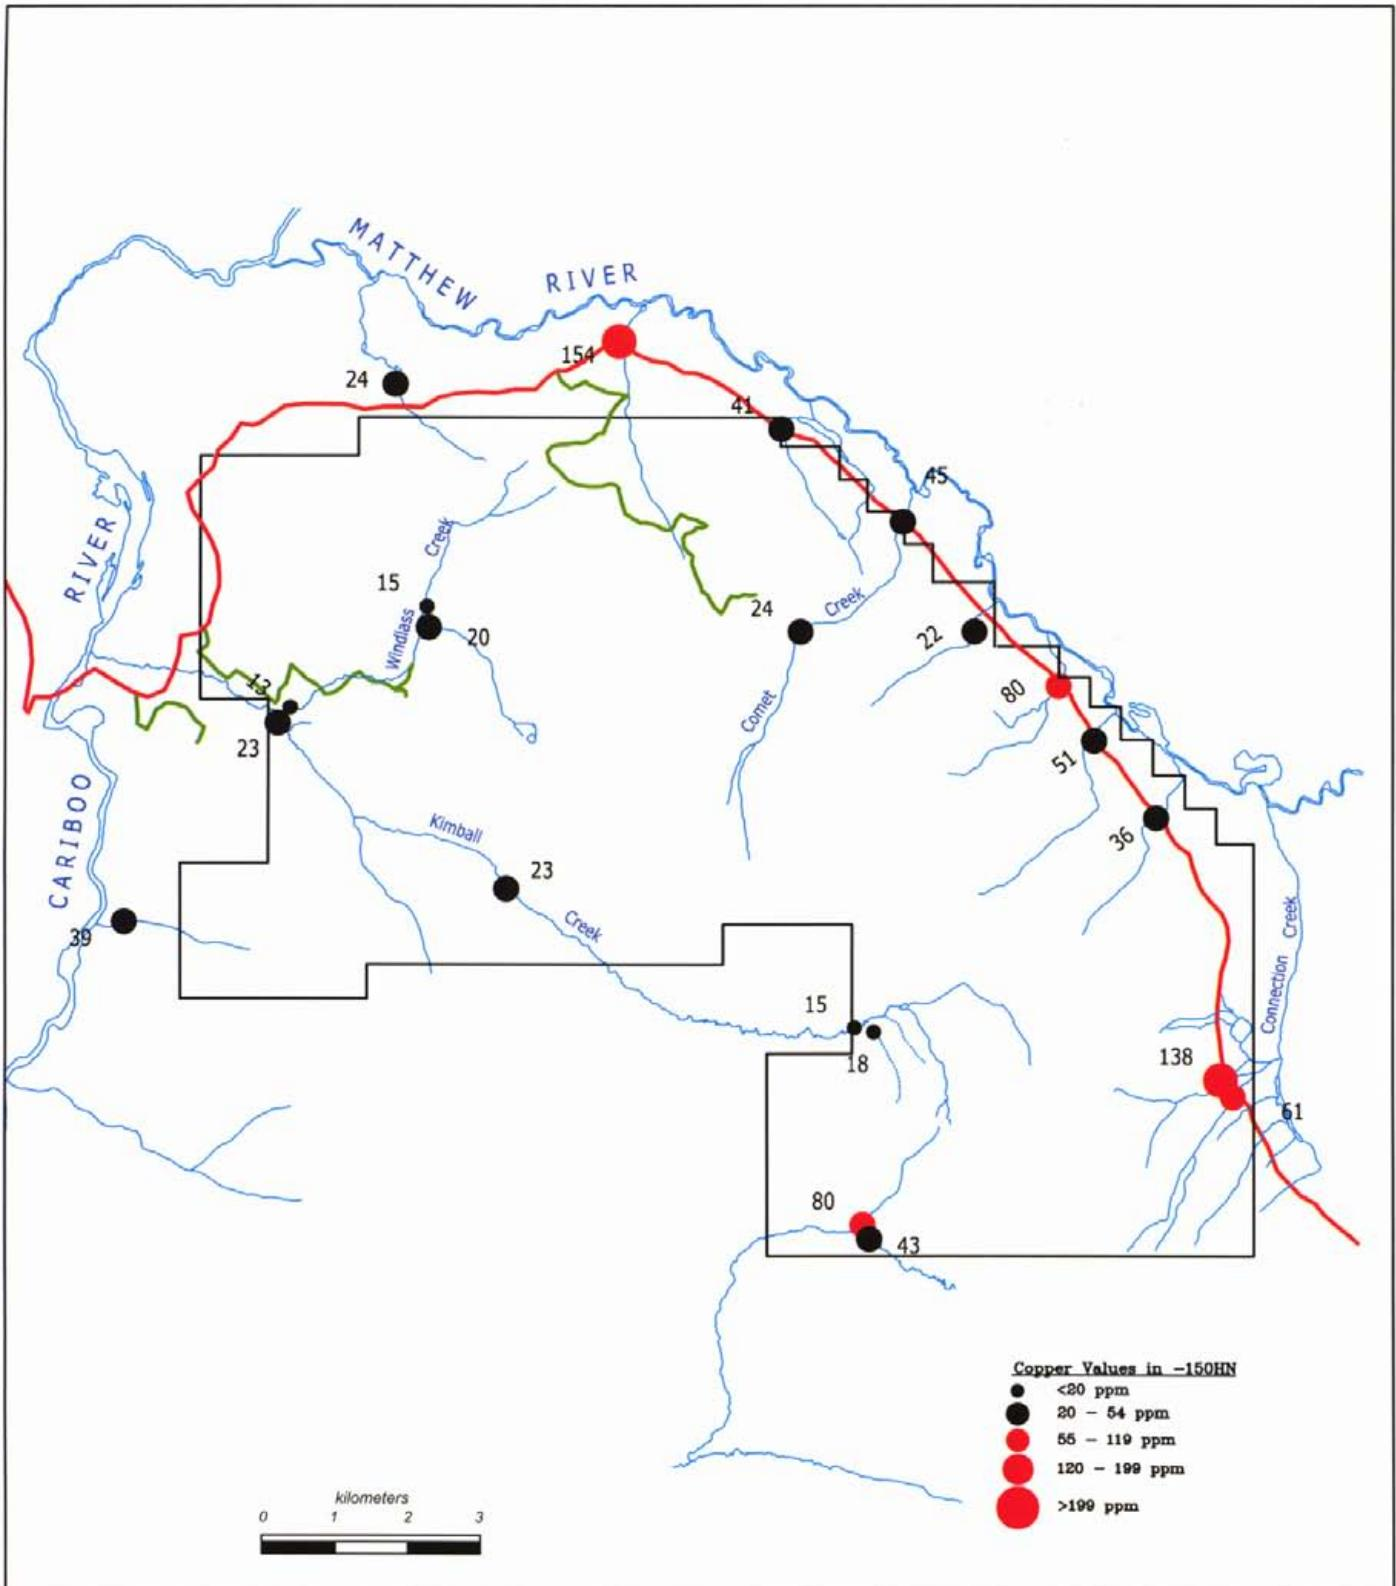 MATTHEW RIVER
154
24
41
45
RIVER
Creek
15
20
Windlass
24
Creek
22
13
80
Comet
23
51
CARIBOO
Kimball
36
23
Creek
39
Connection Creek
15
18
138
61
80
43
Copper Values in -150HN
<20 ppm
20 - 54 ppm
55 - 119 ppm
120 - 199 ppm
>199 ppm
kilometers
0 1 2 3